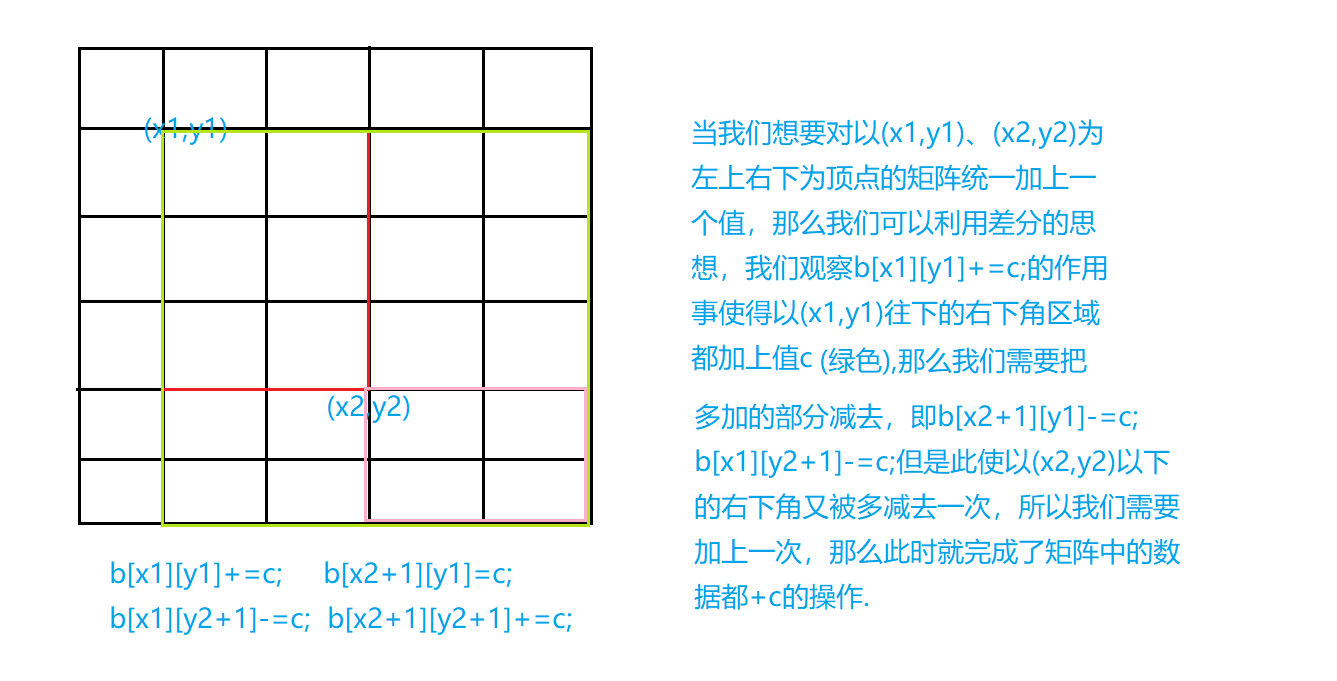 (x1,y1)
(x2,y2)
b[x1][y1]+=c; b[x2+1][y1]=c;
b[x1][y2+1]-=c; b[x2+1][y2+1]+=c;
当我们想要对以(x1,y1)、(x2,y2)为
左上右下为顶点的矩阵统一加上一
个值，那么我们可以利用差分的思
想，我们观察b[x1][y1]+=c;的作用
事使得以(x1,y1)往下的右下角区域
都加上值c (绿色),那么我们需要把
多加的部分减去，即b[x2+1][y1]-=c;
b[x1][y2+1]-=c;但是此使以(x2,y2)以下
的右下角又被多减去一次，所以我们需要
加上一次，那么此时就完成了矩阵中的数
据都+c的操作.